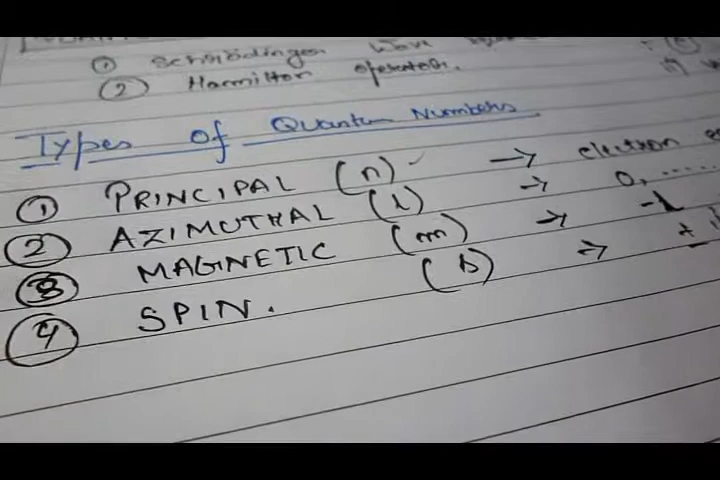 ① Schrödinger Wave
② Hamilton operator.
Types of Quantum Numbers
① PRINCIPAL (n) → electron
② AZIMUTHAL (l) → 0, ......
③ MAGNETIC (m) → -l
④ SPIN. (s) → ±